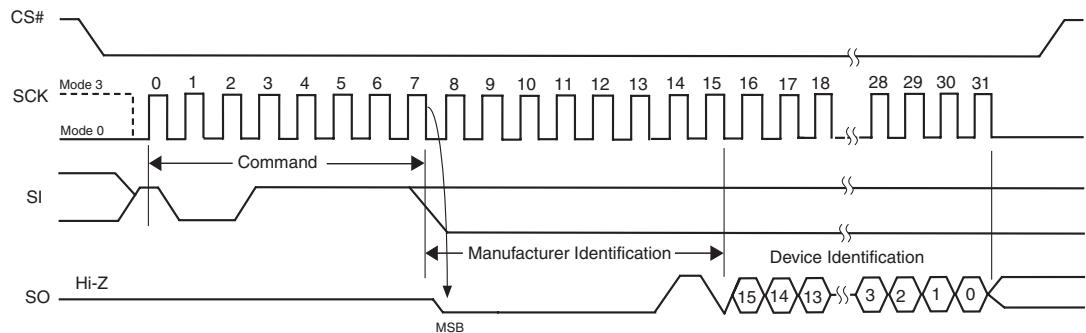 CS#
0 1 2 3 4 5 6 7 8 9 10 11 12 13 14 15 16 17 18 28 29 30 31
Mode 3
SCK
Mode 0
Command
SI
Manufacturer Identification
Device Identification
Hi-Z
SO
15 14 13 3 2 1 0
MSB